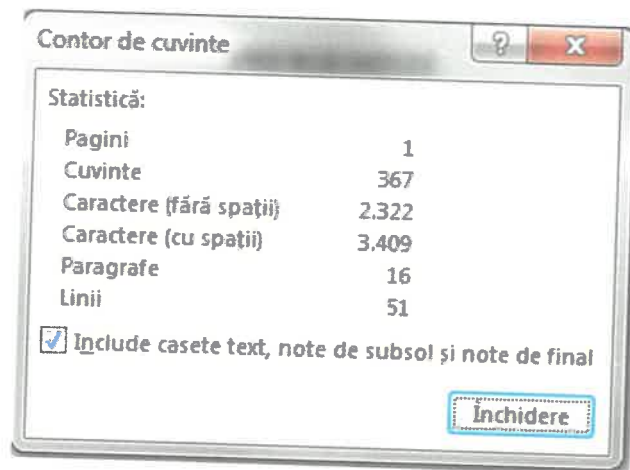 Contor de cuvinte
Statistică:
Pagini 1
Cuvinte 367
Caractere (fără spații) 2.322
Caractere (cu spații) 3.409
Paragrafe 16
Linii 51
Include casete text, note de subsol și note de final
Închidere